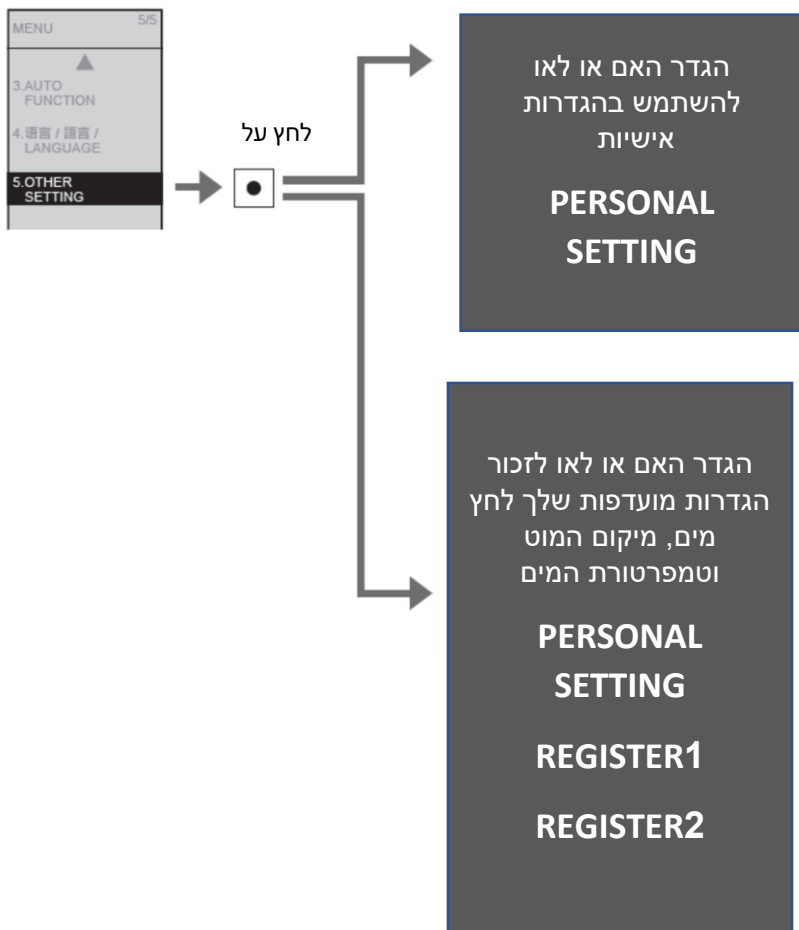 MENU 5/5
3.AUTO
FUNCTION
4.语言 / 語言 /
LANGUAGE
5.OTHER
SETTING
לחץ על
הגדר האם או לאו
להשתמש בהגדרות
אישיות
PERSONAL
SETTING
הגדר האם או לאו לזכור
הגדרות מועדפות שלך לחץ
מים, מיקום המוט
וטמפרטורת המים
PERSONAL
SETTING
REGISTER1
REGISTER2